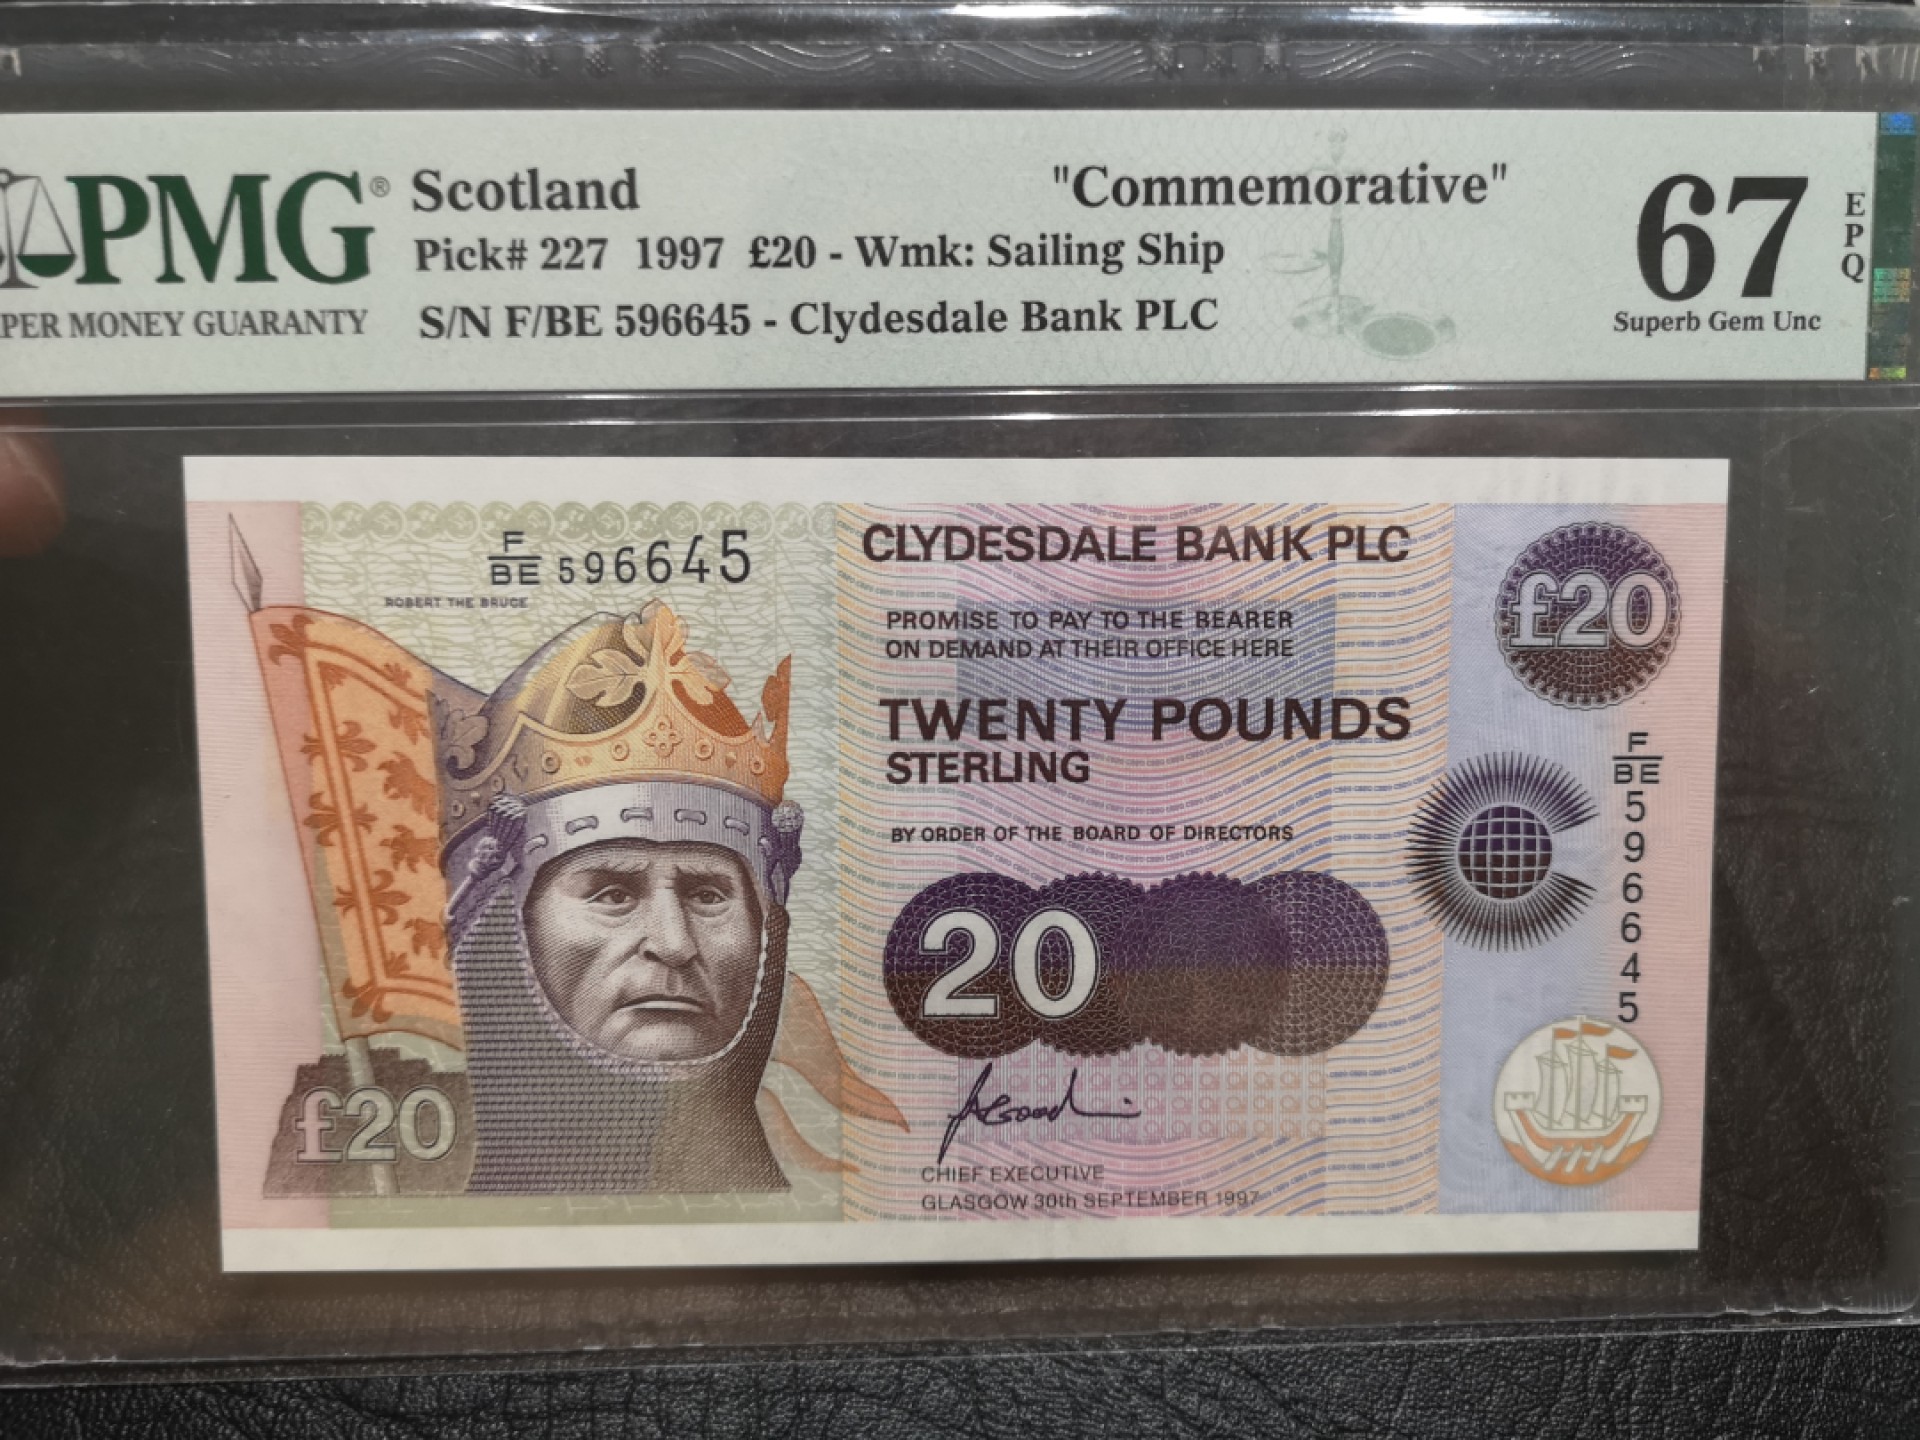 PMG®
PER MONEY GUARANTY
Scotland
"Commemorative"
Pick# 227 1997 £20 - Wmk: Sailing Ship
S/N F/BE 596645 - Clydesdale Bank PLC
67
EPQ
Superb Gem Unc
F
BE 596645
ROBERT THE BRUCE
CLYDESDALE BANK PLC
PROMISE TO PAY TO THE BEARER
ON DEMAND AT THEIR OFFICE HERE
TWENTY POUNDS
STERLING
BY ORDER OF THE BOARD OF DIRECTORS
20
CHIEF EXECUTIVE
GLASGOW 30th SEPTEMBER 1997
£20
£20
F
BE
596645